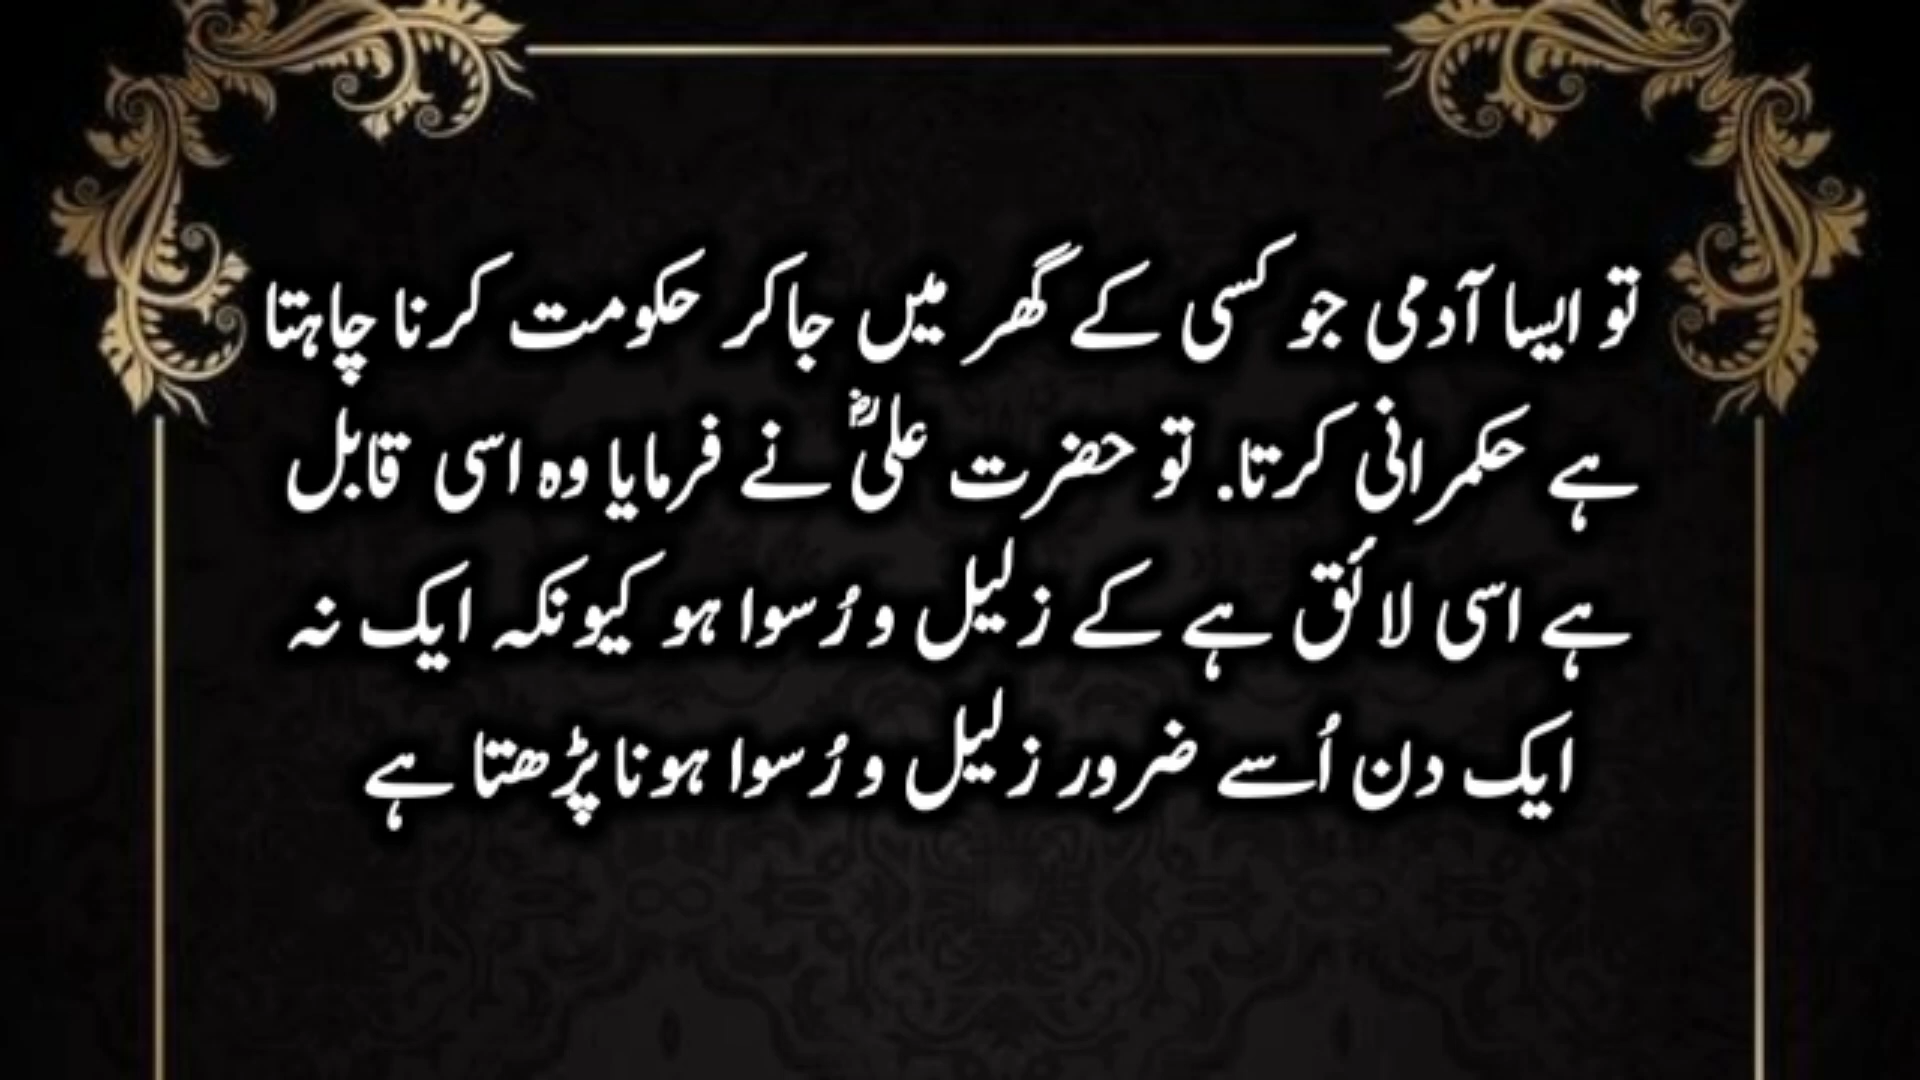 تو ایسا آدمی جو کسی کے گھر میں جاکر حکومت کرنا چاہتا
ہے حکمرانی کرتا. تو حضرت علیؓ نے فرمایا وہ اسی قابل
ہے اسی لائق ہے کے زلیل و رُسوا ہو کیونکہ ایک نہ
ایک دن اُسے ضرور زلیل و رُسوا ہونا پڑھتا ہے